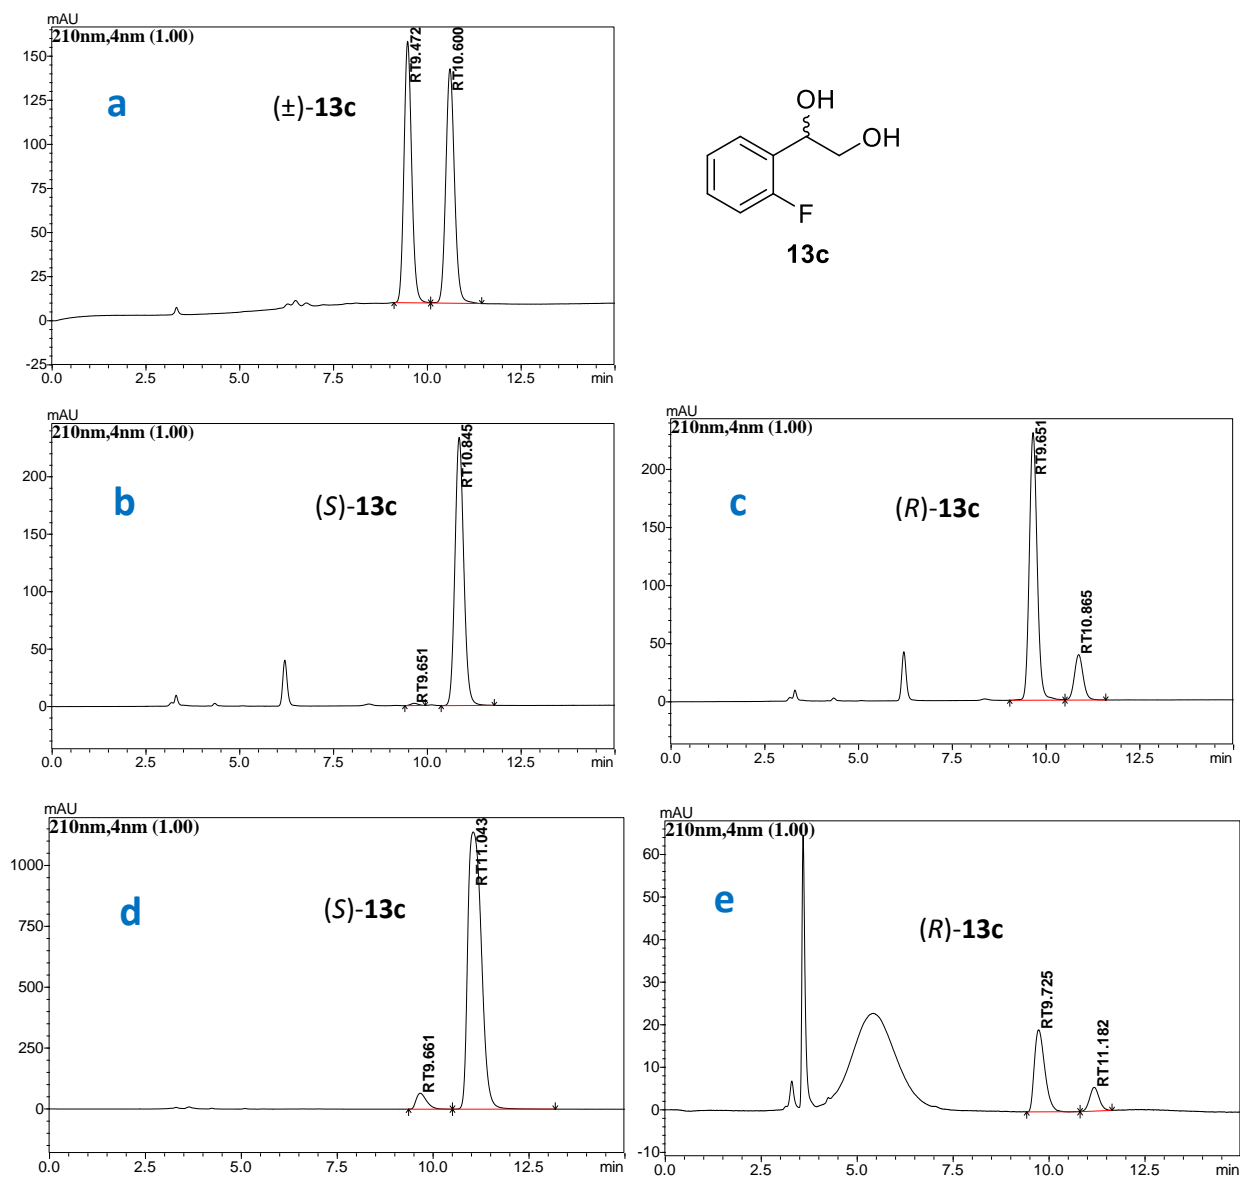 mAU
210nm,4nm (1.00)
RT9.472
RT10.600
a
(±)-13c
150
125
100
75
50
25
0
-25
0.0 2.5 5.0 7.5 10.0 12.5 min
OH
OH
F
13c
mAU
210nm,4nm (1.00)
RT9.651
RT10.845
b
(S)-13c
200
150
100
50
0
0.0 2.5 5.0 7.5 10.0 12.5 min
mAU
210nm,4nm (1.00)
RT9.651
RT10.865
c
(R)-13c
200
150
100
50
0
0.0 2.5 5.0 7.5 10.0 12.5 min
mAU
210nm,4nm (1.00)
RT9.661
RT11.043
d
(S)-13c
1000
750
500
250
0
0.0 2.5 5.0 7.5 10.0 12.5 min
mAU
210nm,4nm (1.00)
RT9.725
RT11.182
e
(R)-13c
60
50
40
30
20
10
0
-10
0.0 2.5 5.0 7.5 10.0 12.5 min